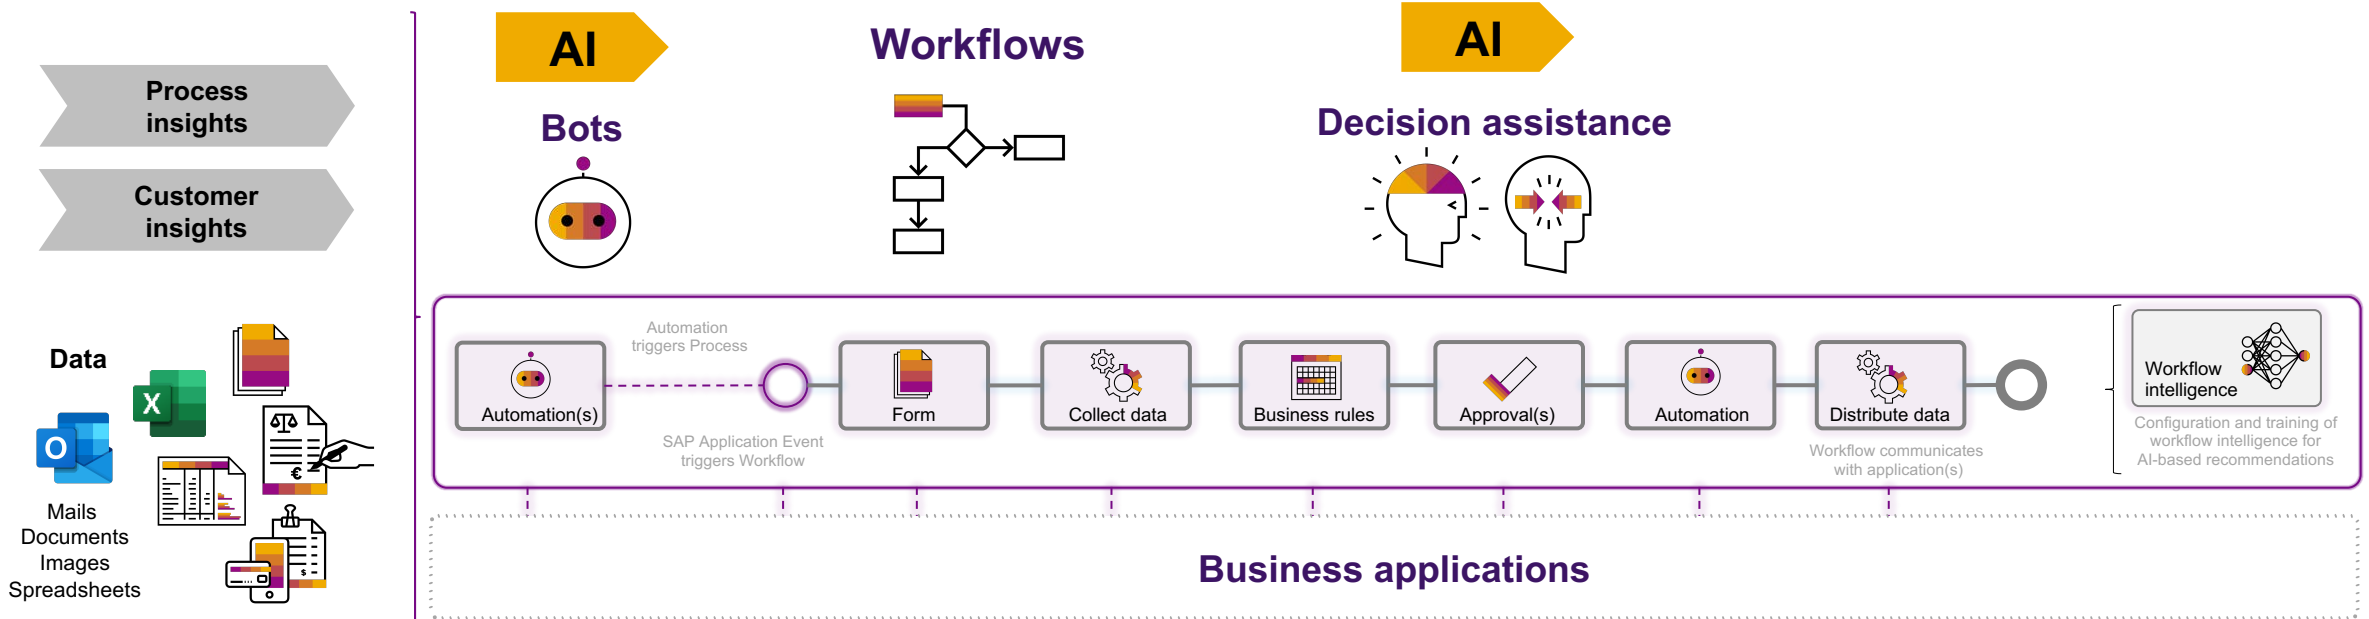 Process
insights
Customer
insights
Data
X
O
€
$
Mails
Documents
Images
Spreadsheets
AI
Bots
Workflows
AI
Decision assistance
Automation(s)
Automation
triggers Process
SAP Application Event
triggers Workflow
Form
Collect data
Business rules
Approval(s)
Automation
Distribute data
Workflow communicates
with application(s)
Workflow
intelligence
Configuration and training of
workflow intelligence for
AI-based recommendations
Business applications